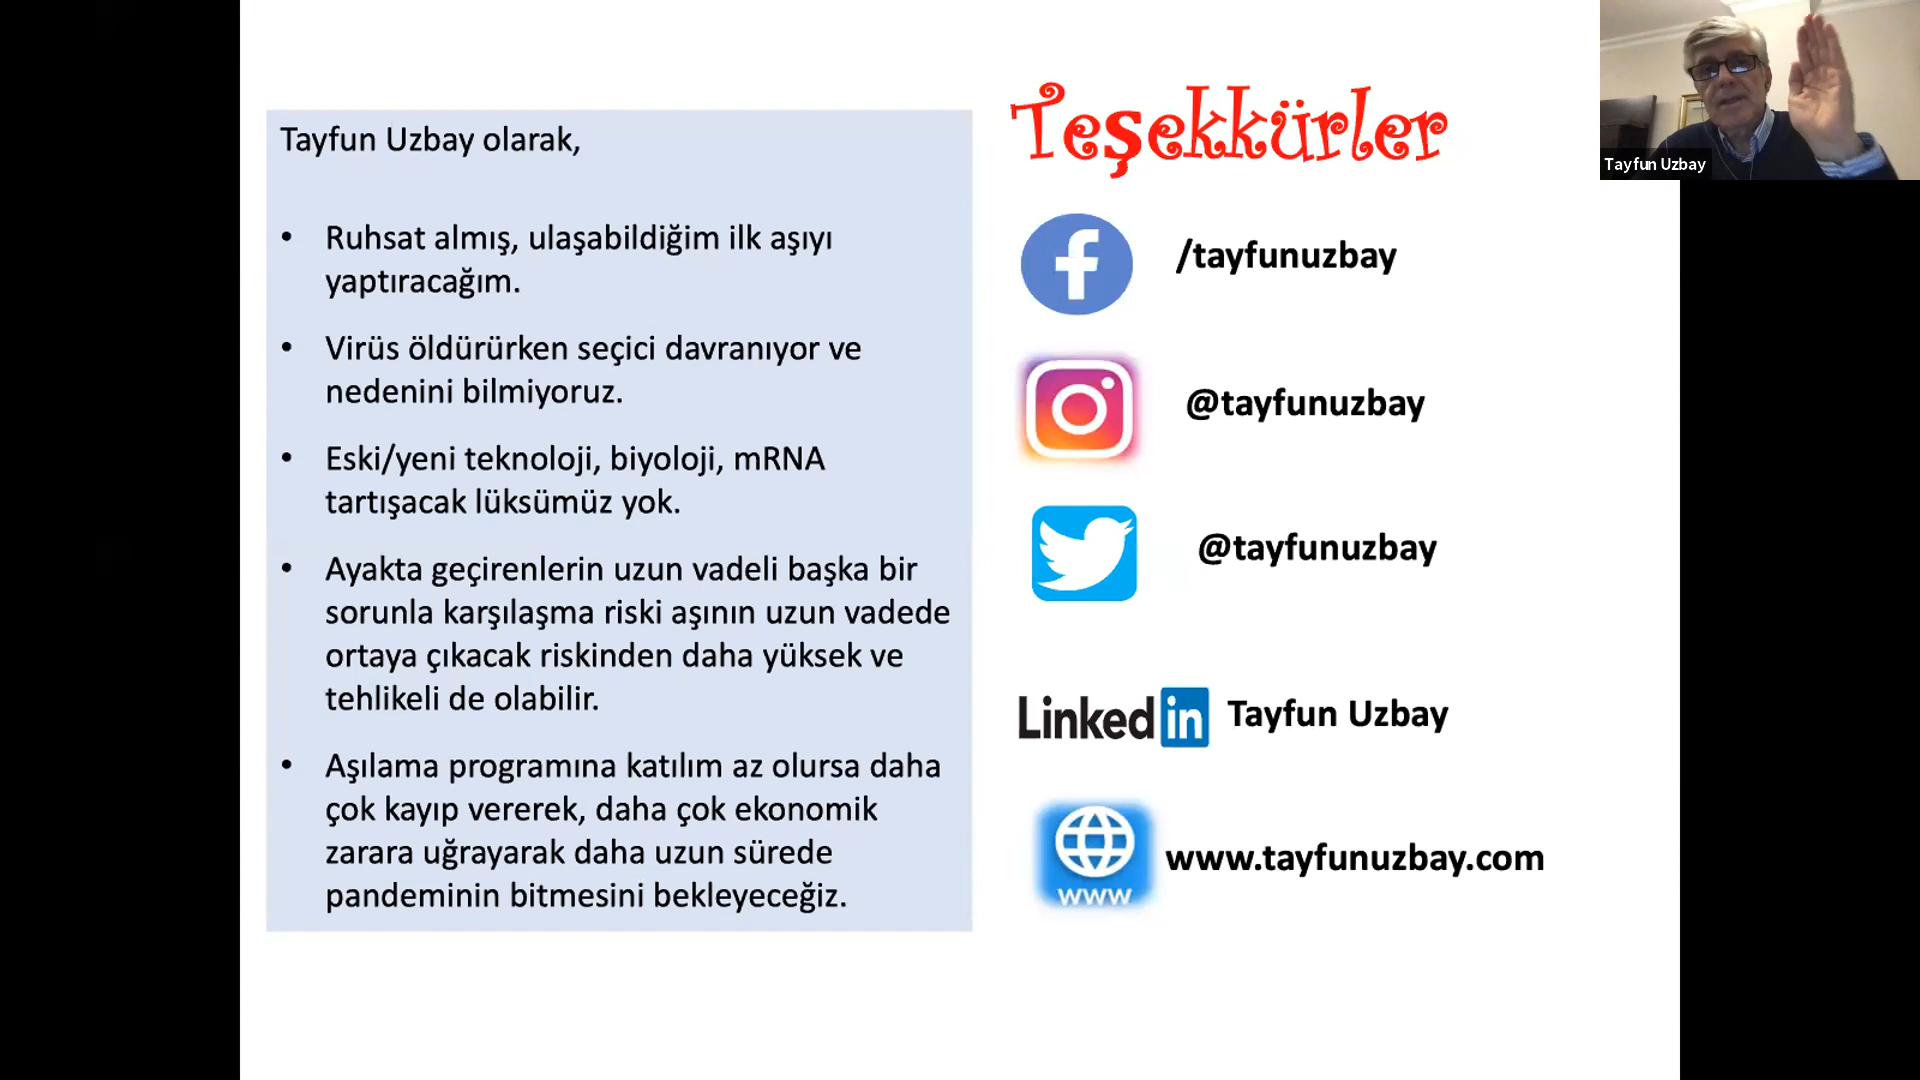 Tayfun Uzbay olarak,
• Ruhsat almış, ulaşabildiğim ilk aşıyı
yaptıracağım.
• Virüs öldürürken seçici davranıyor ve
nedenini bilmiyoruz.
• Eski/yeni teknoloji, biyoloji, mRNA
tartışacak lüksümüz yok.
• Ayakta geçirenlerin uzun vadeli başka bir
sorunla karşılaşma riski aşının uzun vadede
ortaya çıkacak riskinden daha yüksek ve
tehlikeli de olabilir.
• Aşılama programına katılım az olursa daha
çok kayıp vererek, daha çok ekonomik
zarara uğrayarak daha uzun sürede
pandeminin bitmesini bekleyeceğiz.
Teşekkürler
f /tayfunuzbay
@tayfunuzbay
@tayfunuzbay
Linked in Tayfun Uzbay
www www.tayfunuzbay.com
Tayfun Uzbay